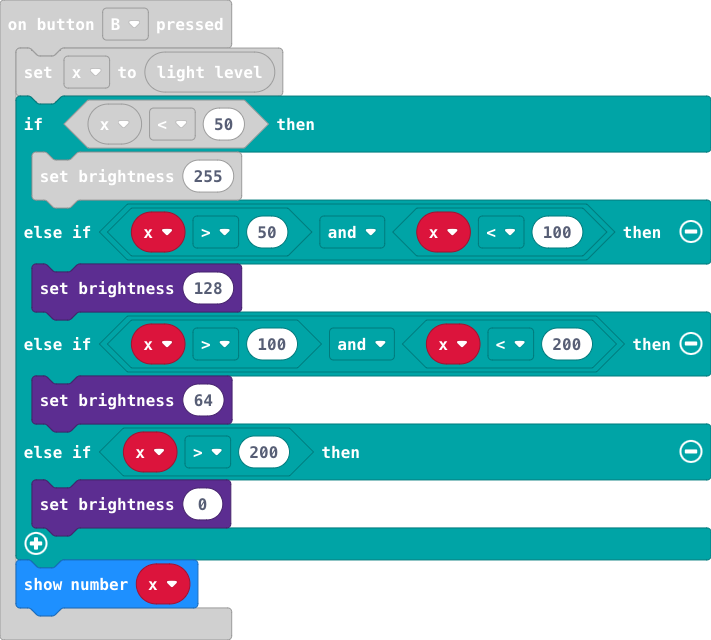 on button B pressed
set x to light level
if x < 50 then
set brightness 255
else if x > 50 and x < 100 then
set brightness 128
else if x > 100 and x < 200 then
set brightness 64
else if x > 200 then
set brightness 0
show number x